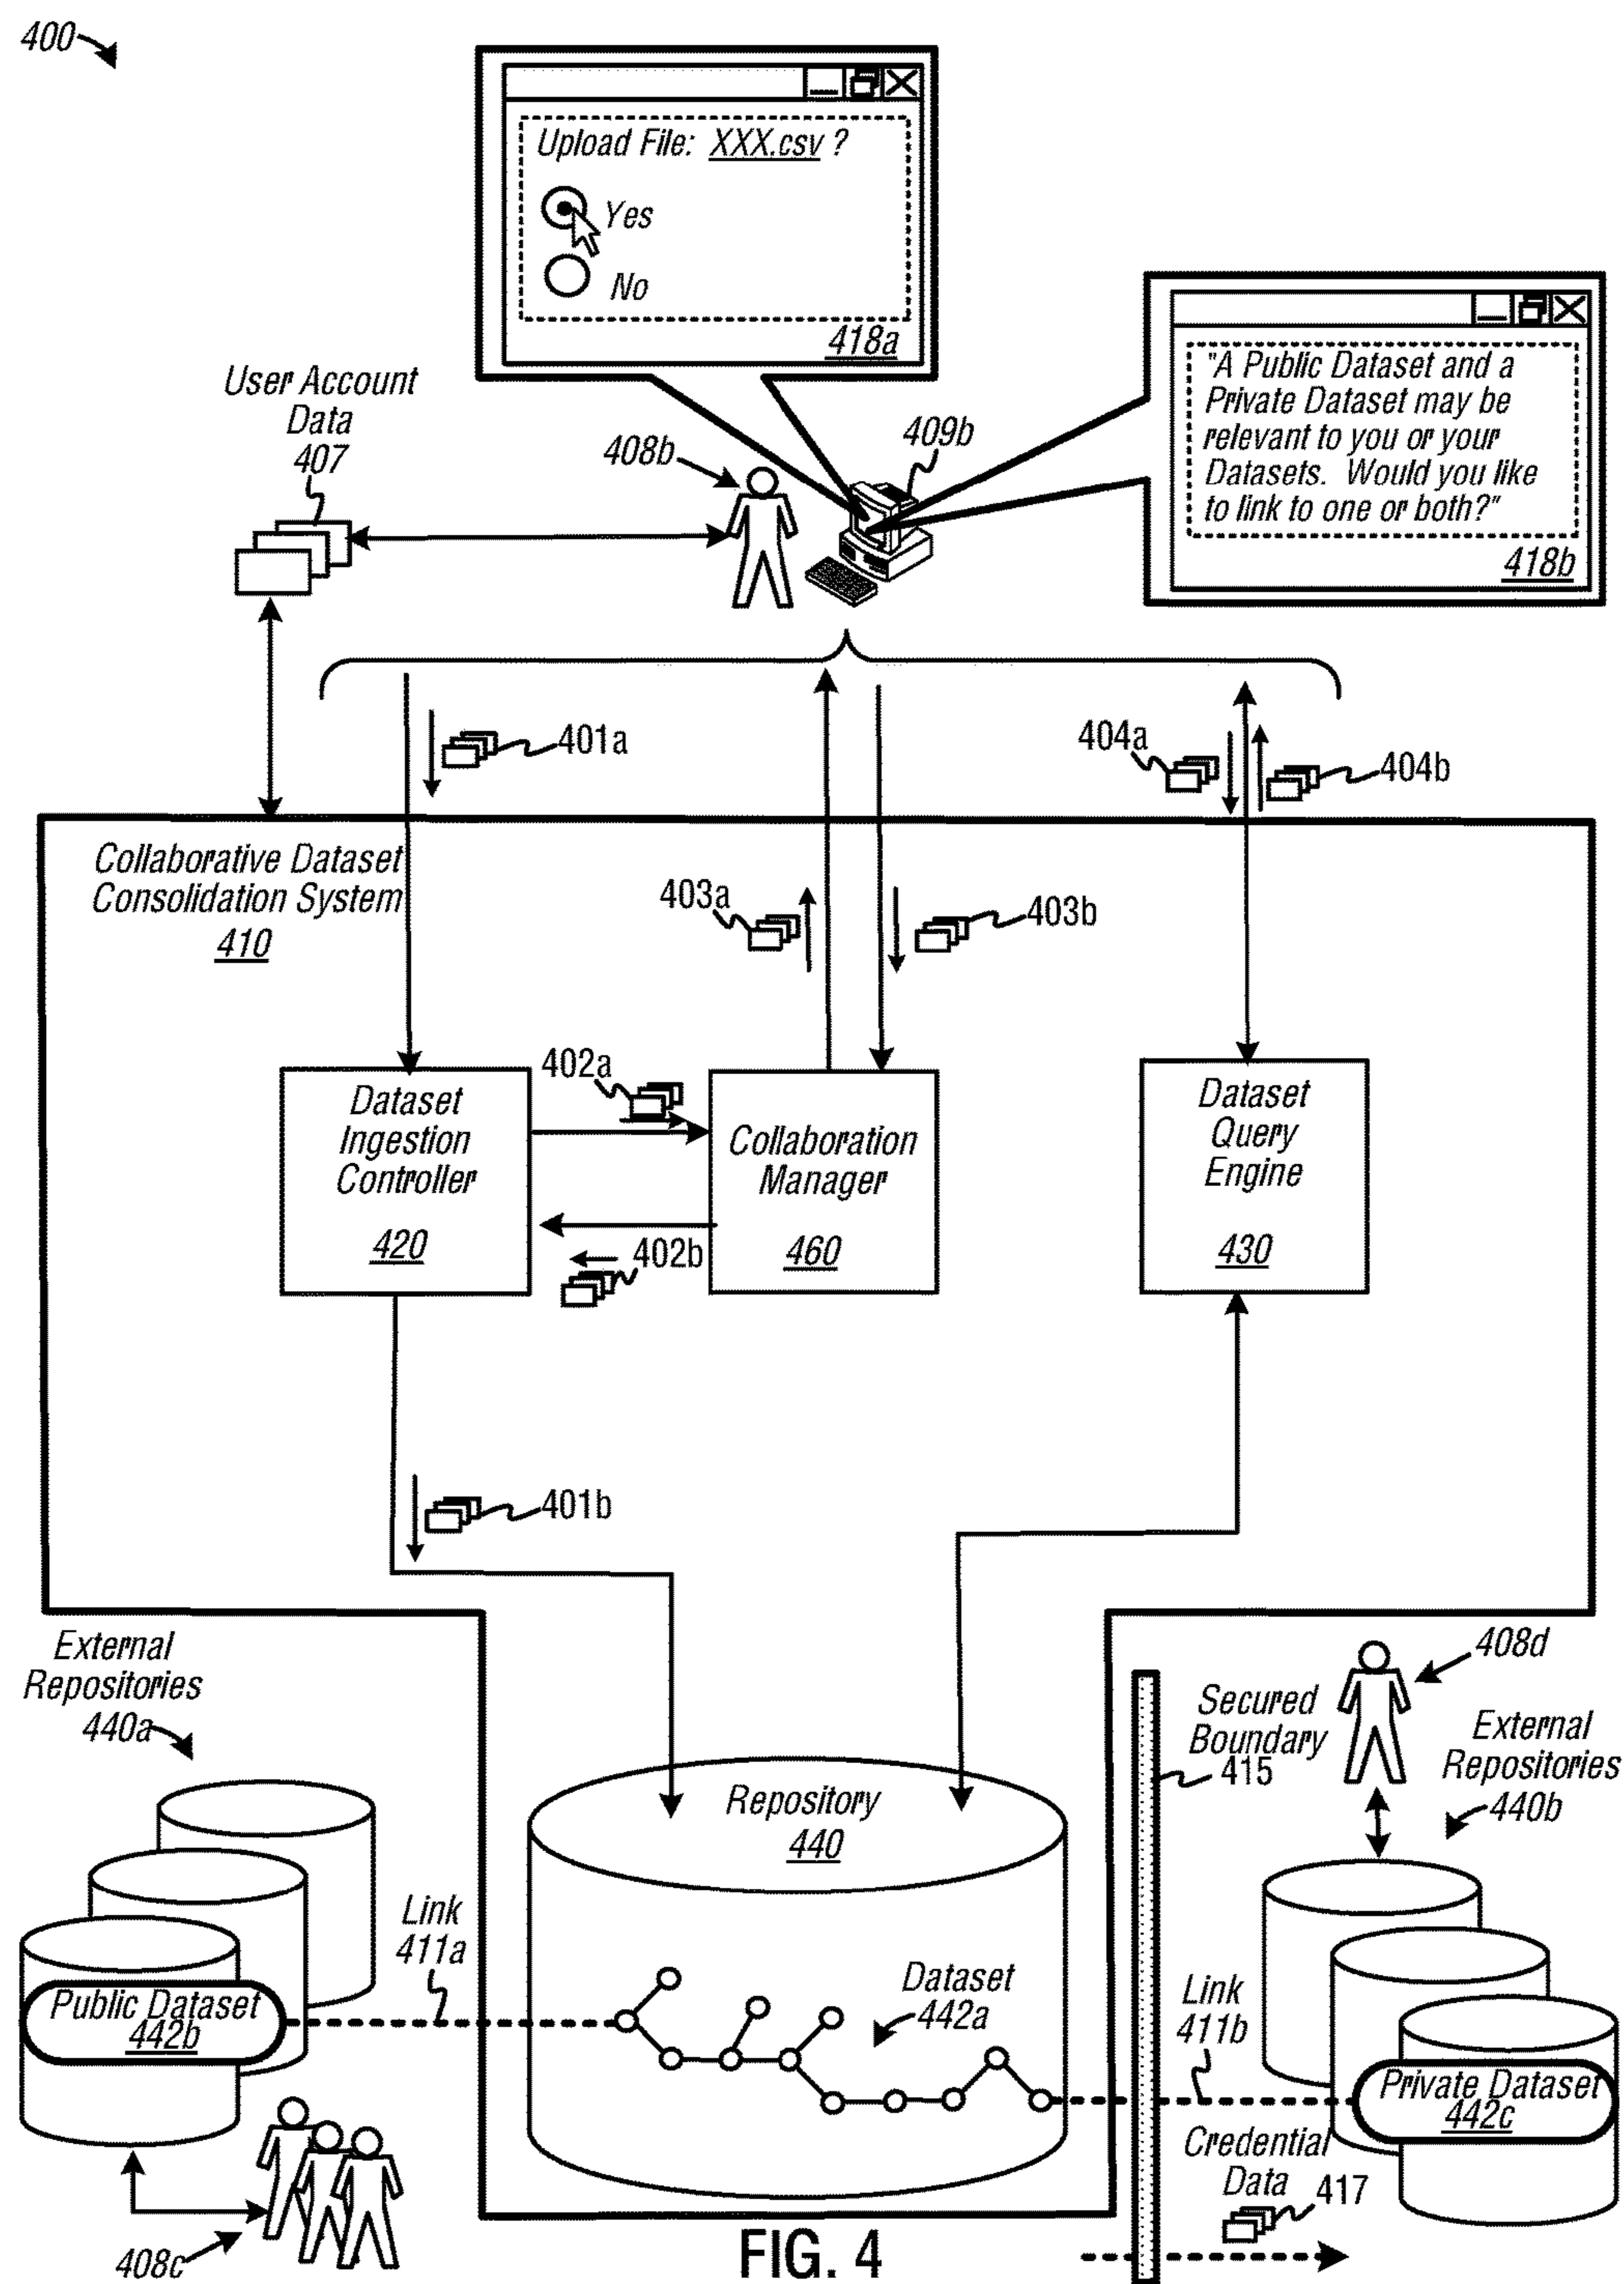 400
Upload File: XXX.csv ?
Yes
No
418a
"A Public Dataset and a
Private Dataset may be
relevant to you or your
Datasets. Would you like
to link to one or both?"
418b
User Account
Data
407
408b
409b
401a
404a
404b
Collaborative Dataset
Consolidation System
410
403a
403b
402a
Dataset
Ingestion
Controller
420
Collaboration
Manager
460
Dataset
Query
Engine
430
402b
401b
External
Repositories
440a
408d
Secured
Boundary
415
External
Repositories
440b
Repository
440
Link
411a
Dataset
442a
Link
411b
Public Dataset
442b
Private Dataset
442c
Credential
Data
417
408c
FIG. 4